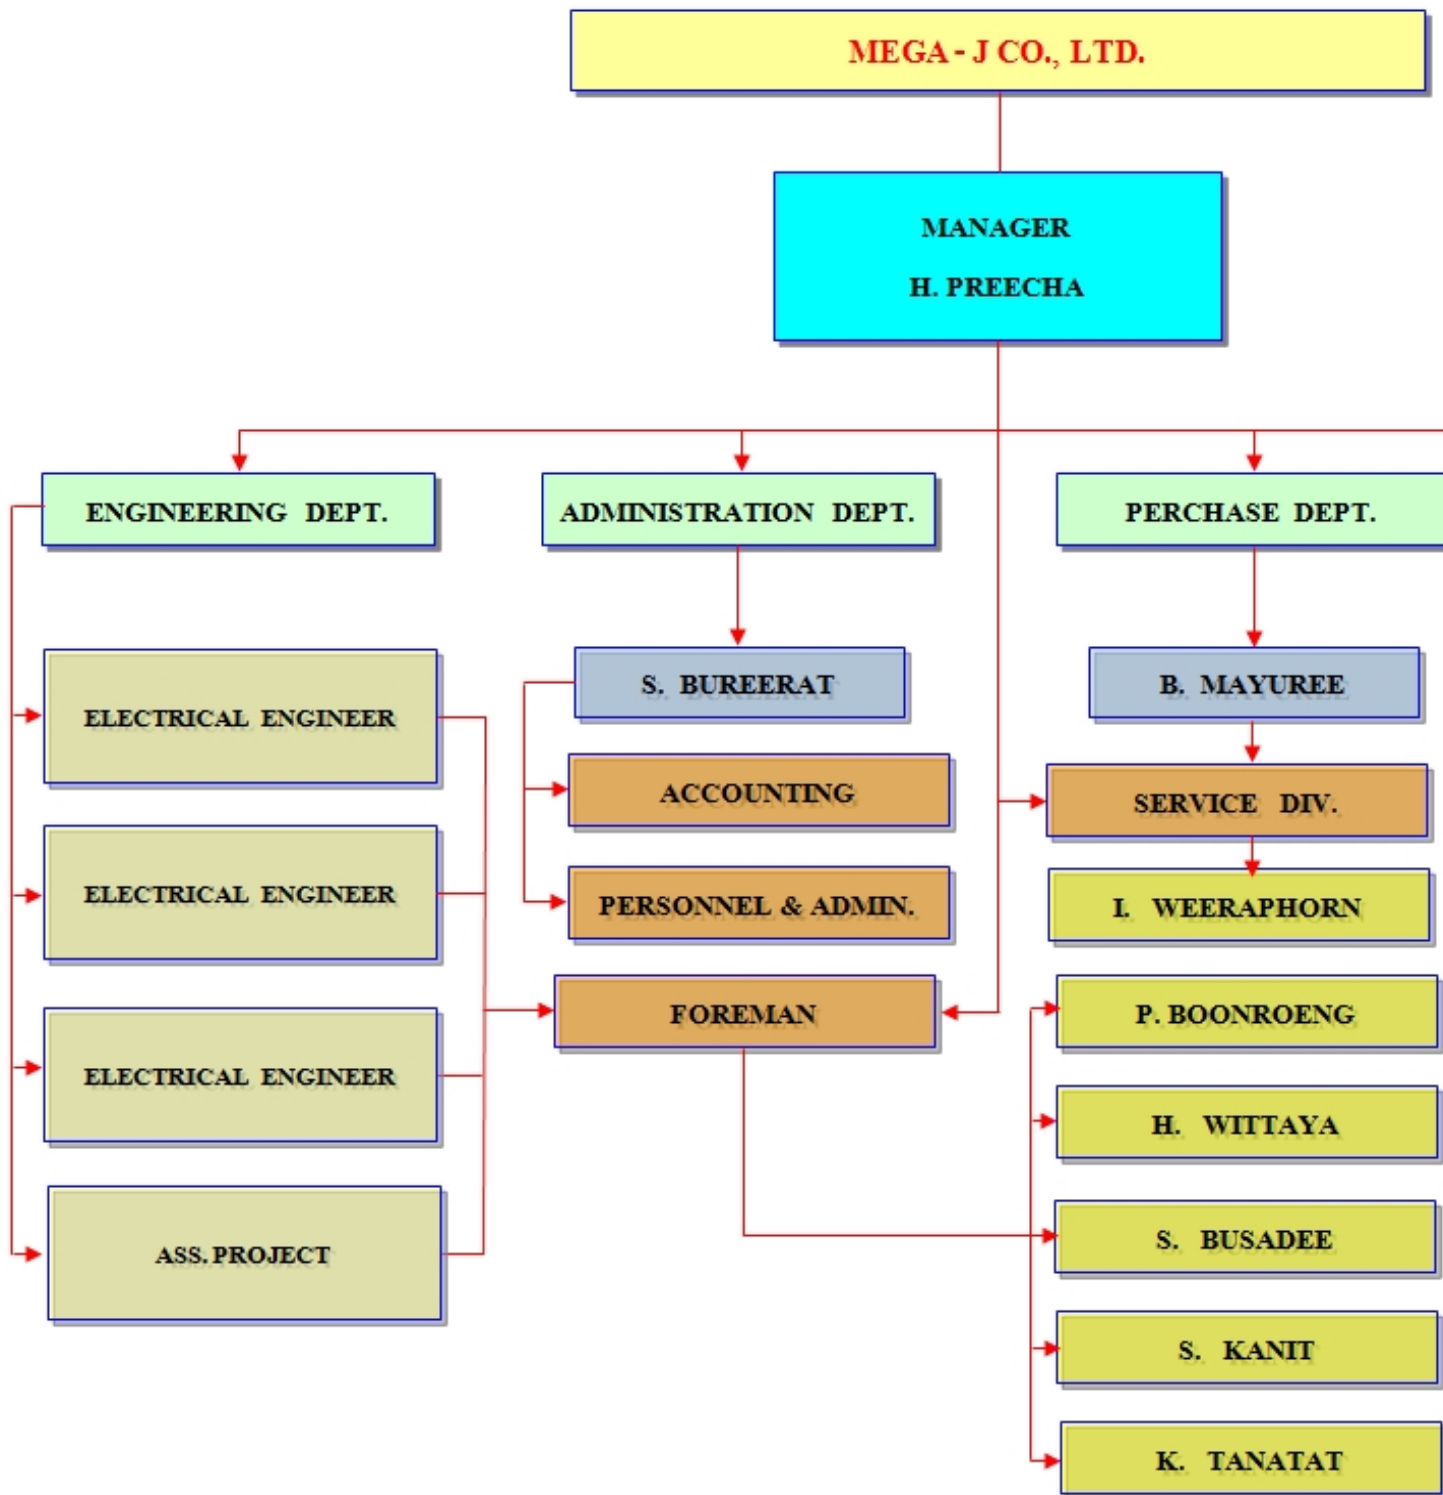 MEGA - J CO., LTD.
MANAGER
H. PREECHA
ENGINEERING DEPT.
ADMINISTRATION DEPT.
PERCHASE DEPT.
ELECTRICAL ENGINEER
S. BUREERAT
B. MAYUREE
ACCOUNTING
SERVICE DIV.
ELECTRICAL ENGINEER
PERSONNEL & ADMIN.
I. WEERAPHORN
FOREMAN
P. BOONROENG
ELECTRICAL ENGINEER
H. WITTAYA
ASS. PROJECT
S. BUSADEE
S. KANIT
K. TANATAT